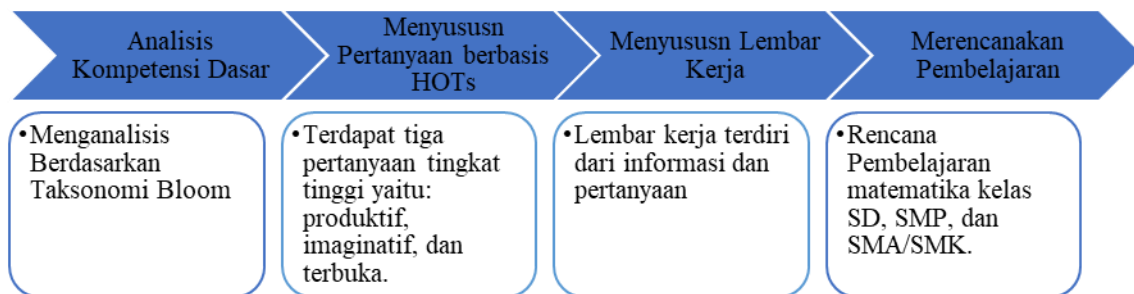 Analisis
Kompetensi Dasar
Menyususn
Pertanyaan berbasis
HOTs
Menyususn Lembar
Kerja
Merencanakan
Pembelajaran
•Menganalisis
Berdasarkan
Taksonomi Bloom
•Terdapat tiga
pertanyaan tingkat
tinggi yaitu:
produktif,
imaginatif, dan
terbuka.
•Lembar kerja terdiri
dari informasi dan
pertanyaan
•Rencana
Pembelajaran
matematika kelas
SD, SMP, dan
SMA/SMK.